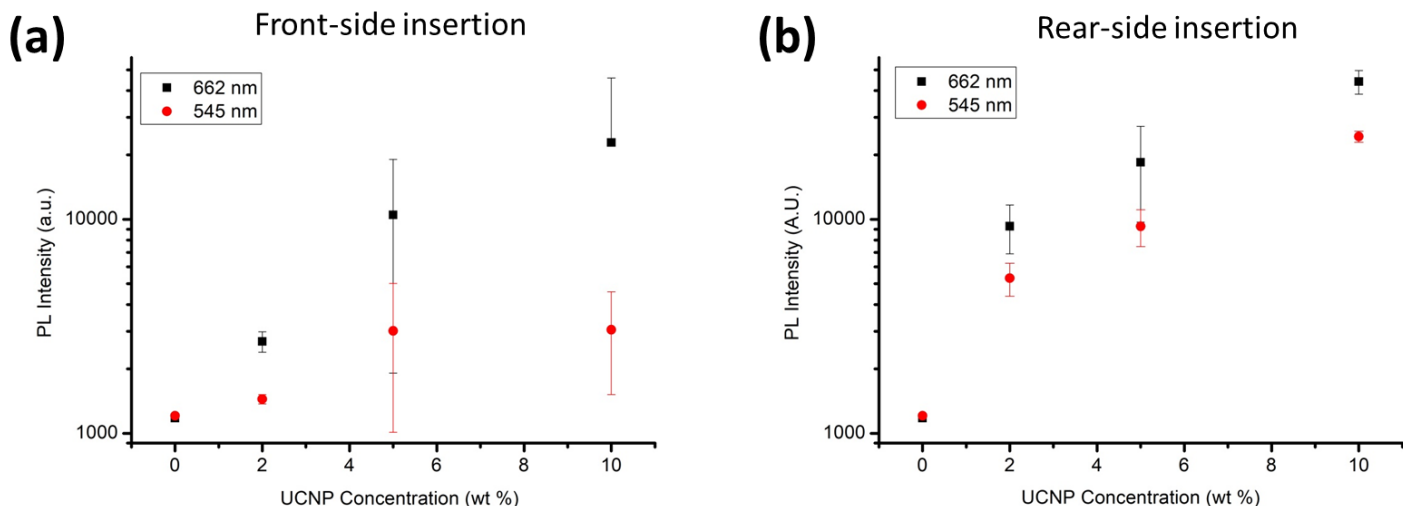 (a)
Front-side insertion
662 nm
545 nm
PL Intensity (a.u.)
10000
1000
0 2 4 6 8 10
UCNP Concentration (wt %)
(b)
Rear-side insertion
662 nm
545 nm
PL Intensity (A.U.)
10000
1000
0 2 4 6 8 10
UCNP Concentration (wt %)